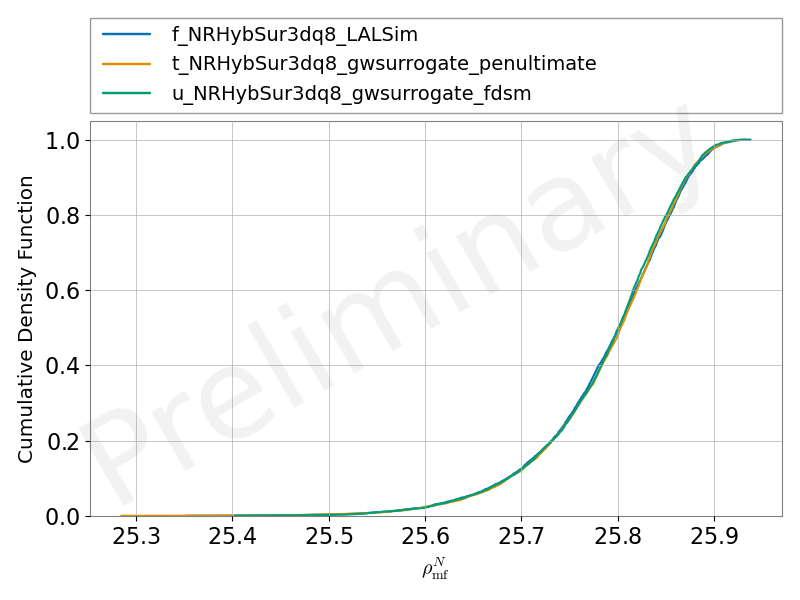 f_NRHybSur3dq8_LALSim
t_NRHybSur3dq8_gwsurrogate_penultimate
u_NRHybSur3dq8_gwsurrogate_fdsm
Preliminary
Cumulative Density Function
1.0
0.8
0.6
0.4
0.2
0.0
25.3 25.4 25.5 25.6 25.7 25.8 25.9
ρ_mf^N